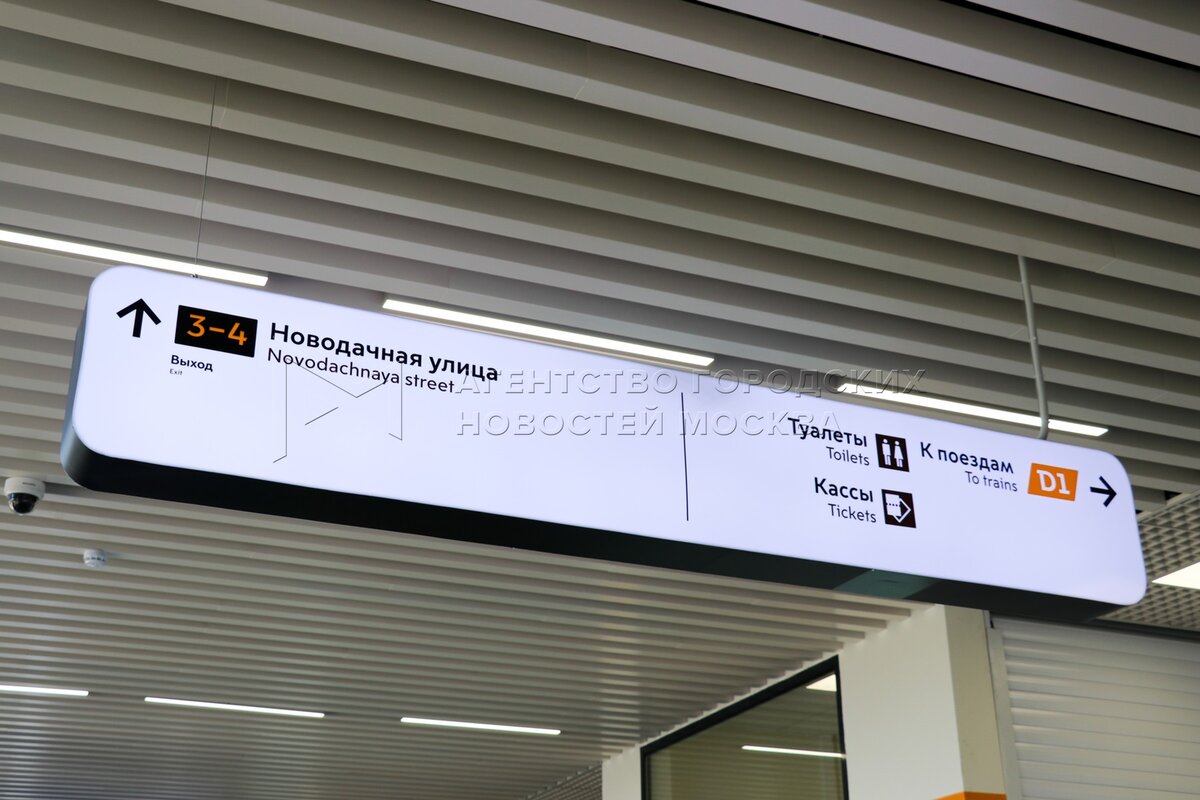 3–4
Выход
Exit
Новодачная улица
Novodachnaya street
Туалеты
Toilets
Кассы
Tickets
К поездам
To trains
D1
АГЕНТСТВО ГОРОДСКИХ
НОВОСТЕЙ МОСКВА